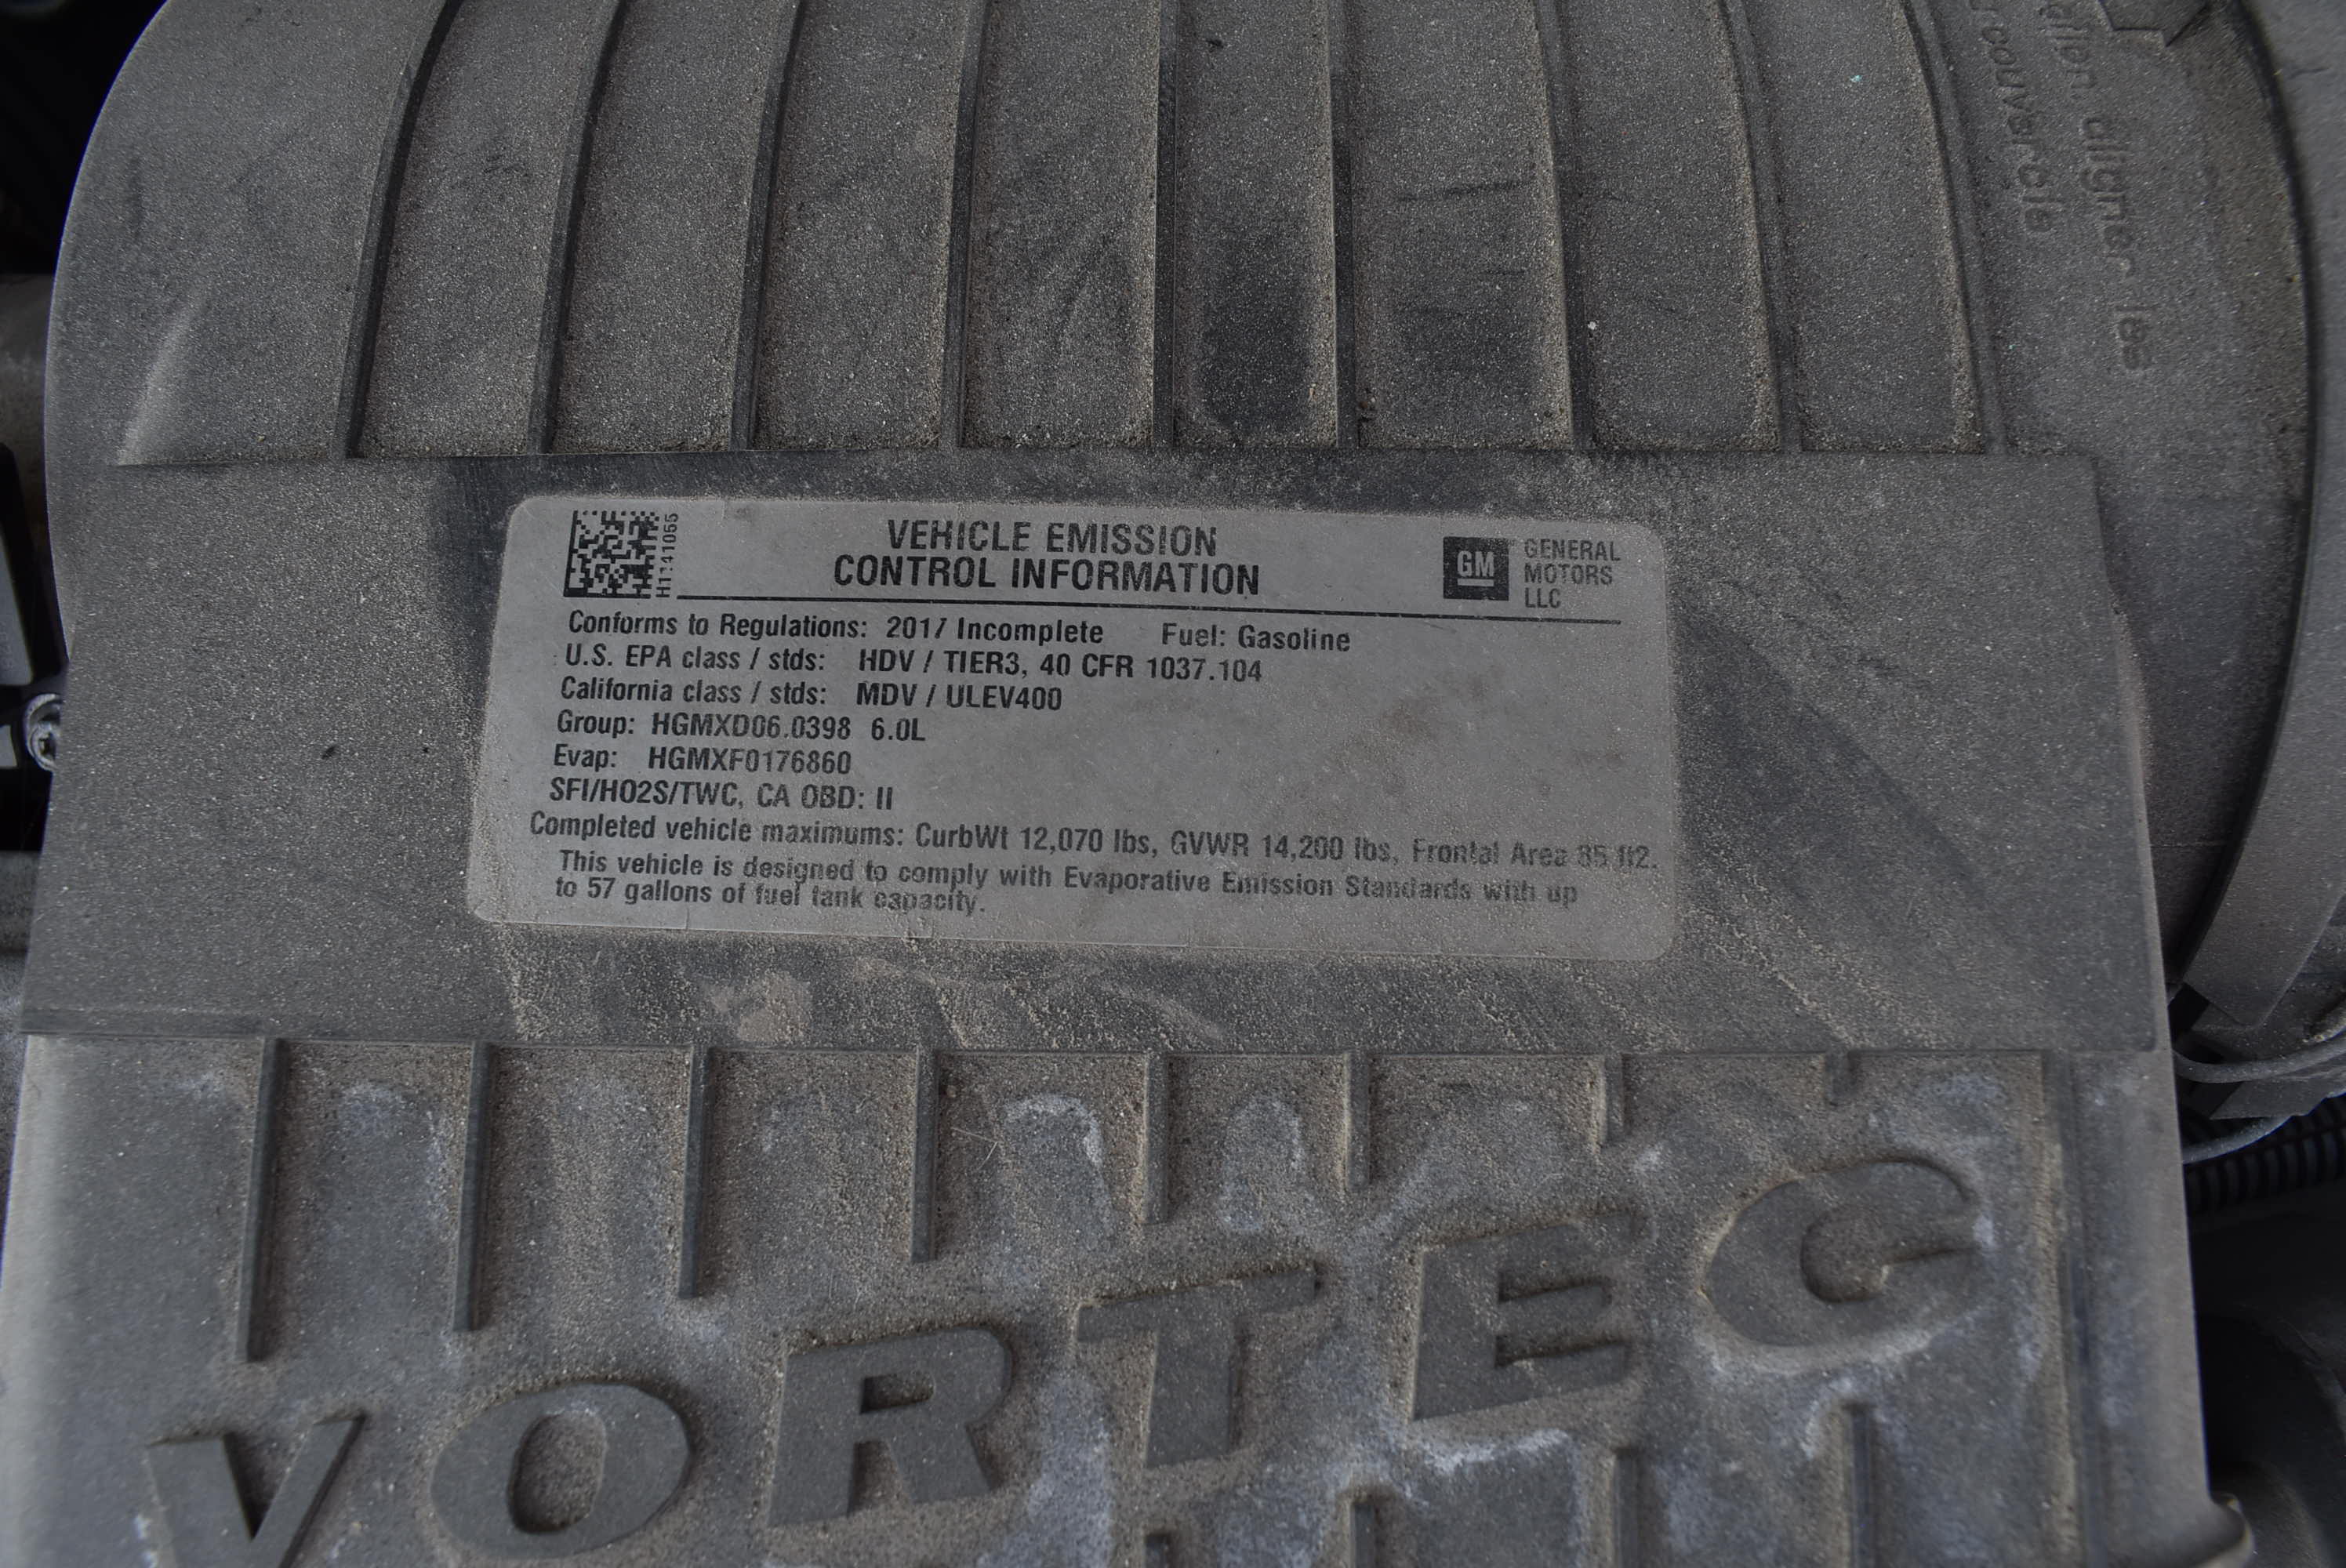 couvercle
aligner les
H1141055
VEHICLE EMISSION
CONTROL INFORMATION
GM
GENERAL
MOTORS
LLC
Conforms to Regulations: 2017 Incomplete Fuel: Gasoline
U.S. EPA class / stds: HDV / TIER3, 40 CFR 1037.104
California class / stds: MDV / ULEV400
Group: HGMXD06.0398 6.0L
Evap: HGMXF0176860
SFI/HO2S/TWC, CA OBD: II
Completed vehicle maximums: CurbWt 12,070 lbs, GVWR 14,200 lbs, Frontal Area 85 ft2.
This vehicle is designed to comply with Evaporative Emission Standards with up
to 57 gallons of fuel tank capacity.
VORTEC